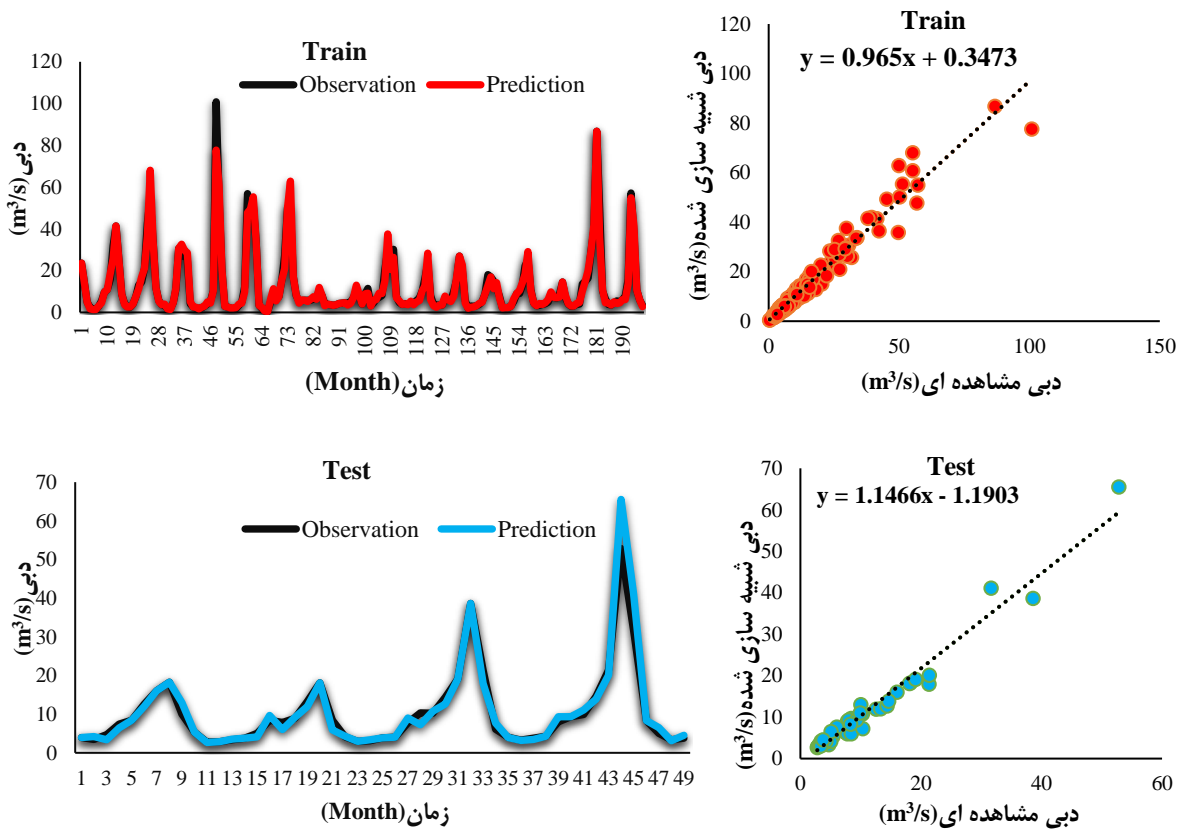 Train
Observation
Prediction
120
100
80
60
40
20
0
دبی(m³/s)
1 10 19 28 37 46 55 64 73 82 91 100 109 118 127 136 145 154 163 172 181 190
زمان(Month)
Train
y = 0.965x + 0.3473
120
100
80
60
40
20
0
دبی شبیه سازی شده(m³/s)
0 50 100 150
دبی مشاهده ای(m³/s)
Test
Observation
Prediction
70
60
50
40
30
20
10
0
دبی(m³/s)
1 3 5 7 9 11 13 15 17 19 21 23 25 27 29 31 33 35 37 39 41 43 45 47 49
زمان(Month)
Test
y = 1.1466x - 1.1903
70
60
50
40
30
20
10
0
دبی شبیه سازی شده(m³/s)
0 20 40 60
دبی مشاهده ای(m³/s)